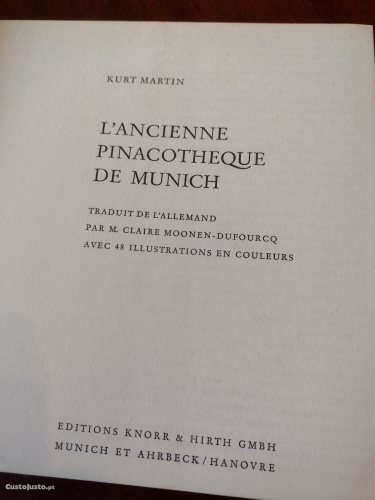 KURT MARTIN
L'ANCIENNE
PINACOTHEQUE
DE MUNICH
TRADUIT DE L'ALLEMAND
PAR M. CLAIRE MOONEN-DUFOURCQ
AVEC 48 ILLUSTRATIONS EN COULEURS
EDITIONS KNORR & HIRTH GMBH
MUNICH ET AHRBECK/HANOVRE
CustoJusto.pt